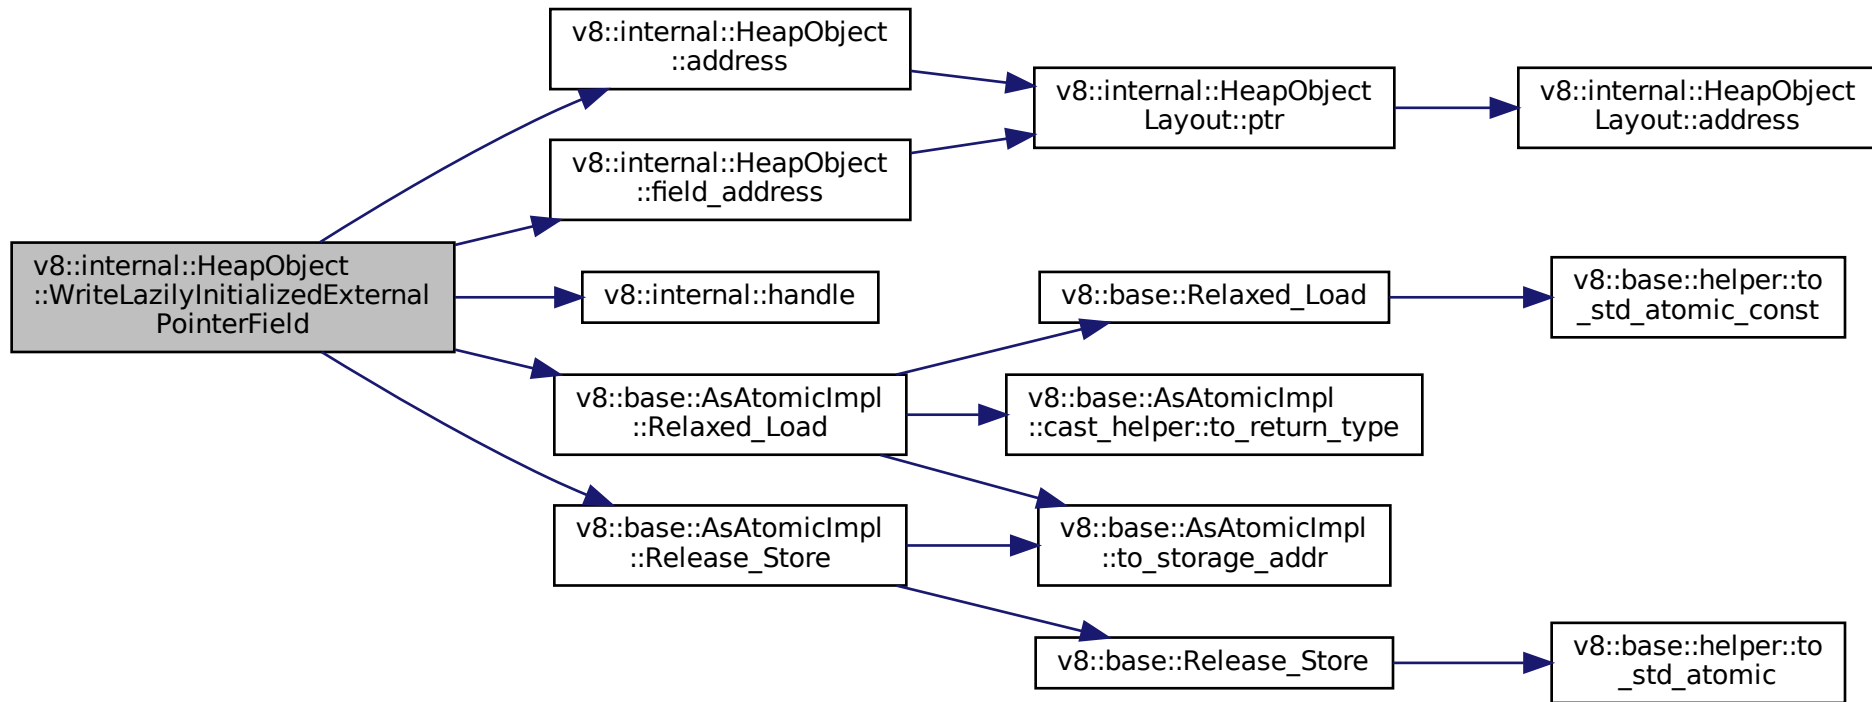 v8::internal::HeapObject
::WriteLazilyInitializedExternal
PointerField
v8::internal::HeapObject
::address
v8::internal::HeapObject
::field_address
v8::internal::handle
v8::base::AsAtomicImpl
::Relaxed_Load
v8::base::AsAtomicImpl
::Release_Store
v8::internal::HeapObject
Layout::ptr
v8::base::Relaxed_Load
v8::base::AsAtomicImpl
::cast_helper::to_return_type
v8::base::AsAtomicImpl
::to_storage_addr
v8::base::Release_Store
v8::internal::HeapObject
Layout::address
v8::base::helper::to
_std_atomic_const
v8::base::helper::to
_std_atomic